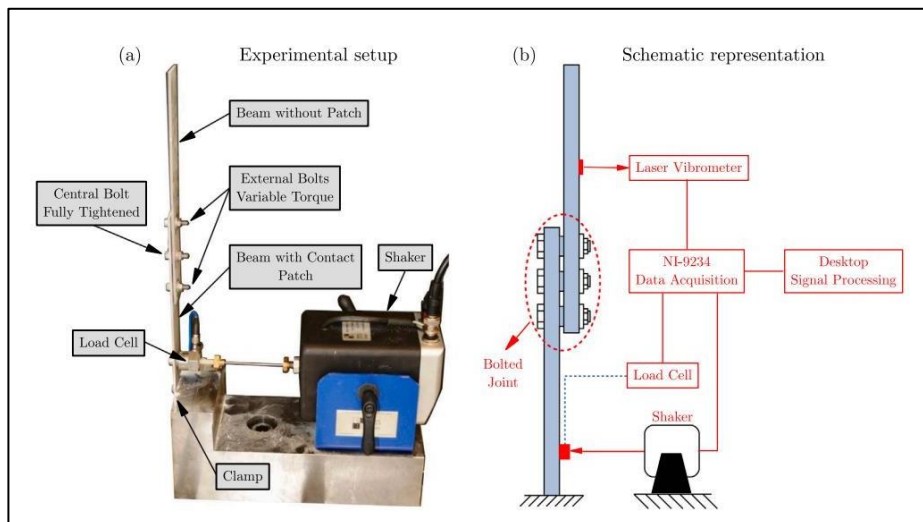 (a) Experimental setup
Beam without Patch
Central Bolt
Fully Tightened
External Bolts
Variable Torque
Beam with Contact
Patch
Shaker
Load Cell
Clamp
(b) Schematic representation
Laser Vibrometer
NI-9234
Data Acquisition
Desktop
Signal Processing
Bolted
Joint
Load Cell
Shaker